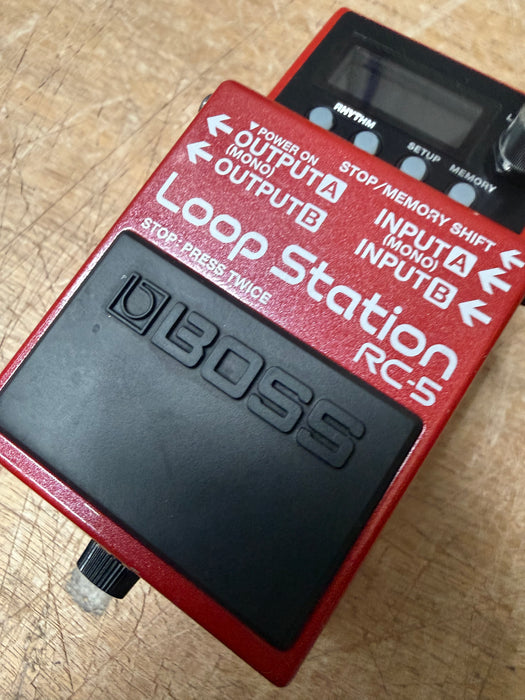 RHYTHM
SETUP
MEMORY
▼POWER ON
OUTPUT A
(MONO)
OUTPUT B
STOP/MEMORY SHIFT
INPUT A
(MONO)
INPUT B
Loop Station
RC-5
STOP: PRESS TWICE
BOSS